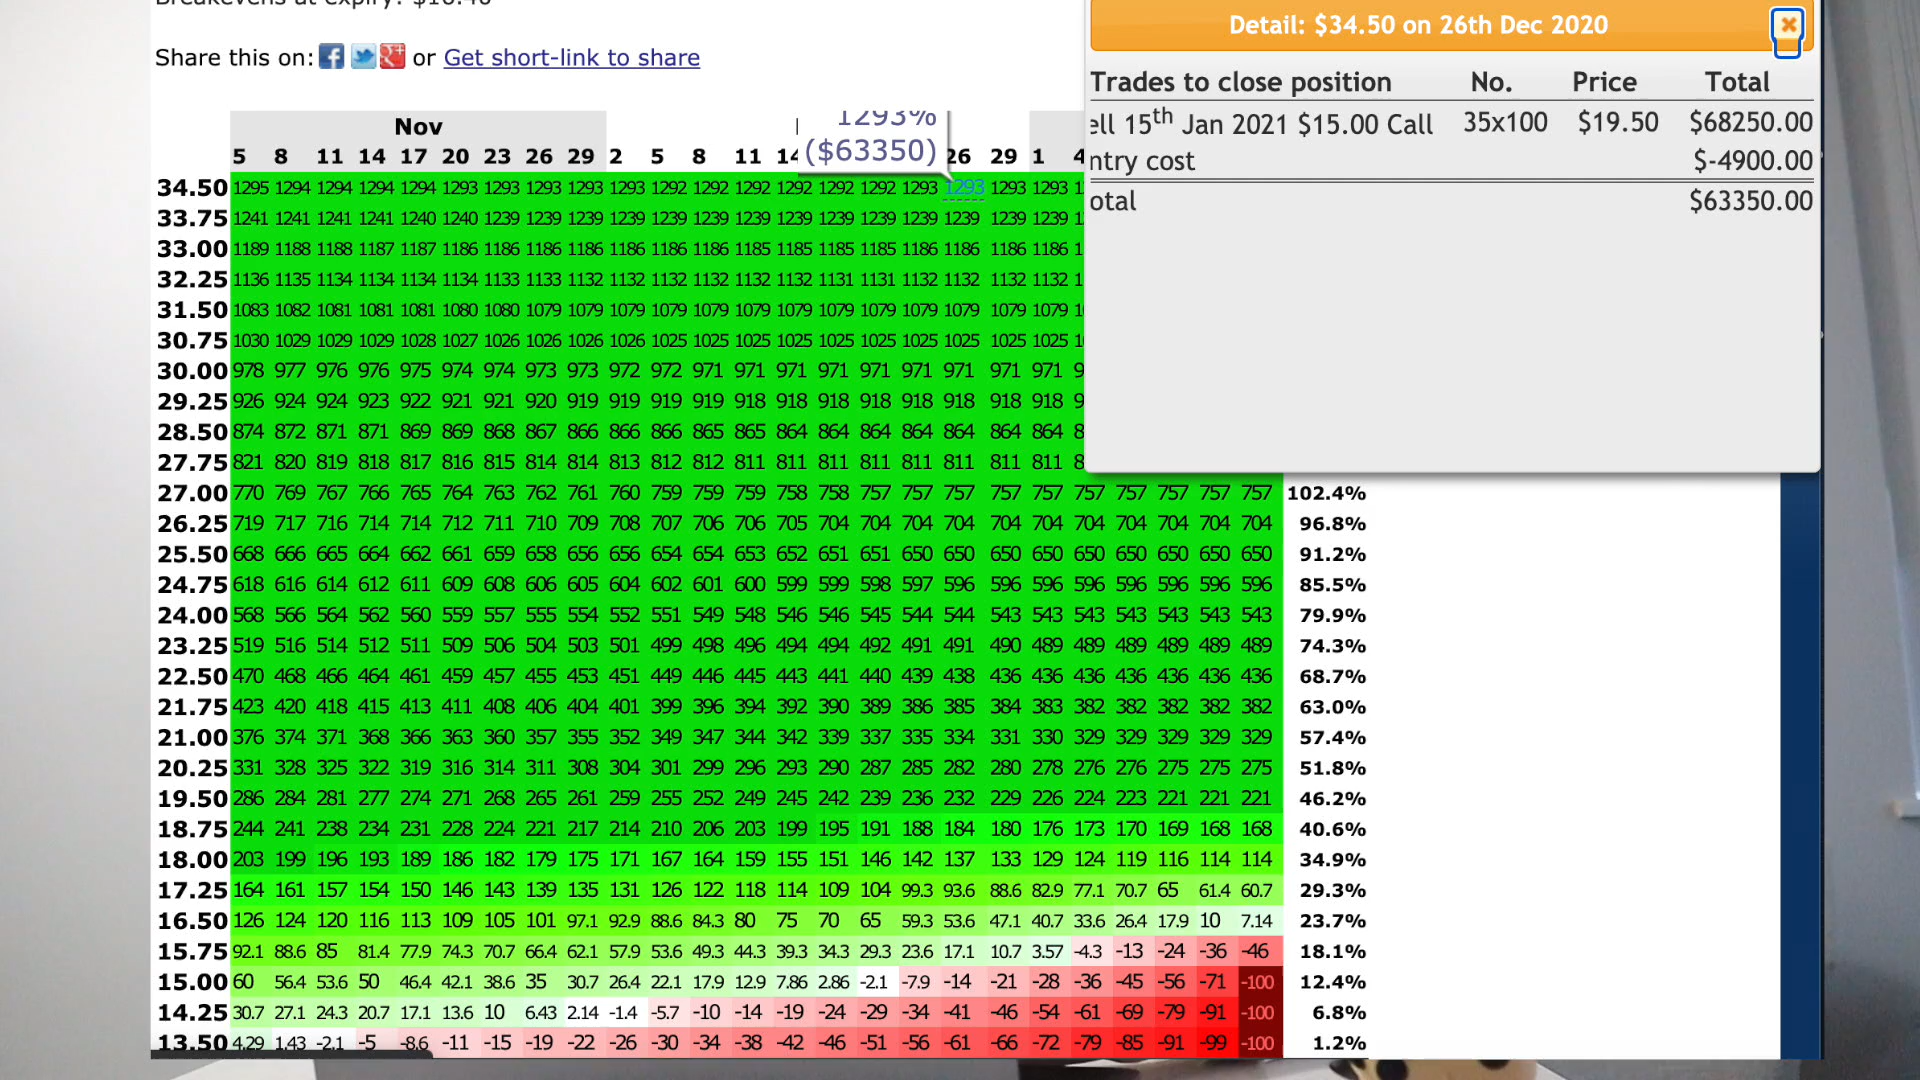 Breakevens at expiry: $16.40
Share this on: or Get short-link to share
Detail: $34.50 on 26th Dec 2020
Trades to close position No. Price Total
ell 15th Jan 2021 $15.00 Call 35x100 $19.50 $68250.00
ntry cost $-4900.00
otal $63350.00
1293%
($63350)
Nov
5 8 11 14 17 20 23 26 29 2 5 8 11 14 26 29 1 4
34.50 1295 1294 1294 1294 1294 1293 1293 1293 1293 1293 1292 1292 1292 1292 1292 1292 1293 1293 1293 1293 1
33.75 1241 1241 1241 1241 1240 1240 1239 1239 1239 1239 1239 1239 1239 1239 1239 1239 1239 1239 1239 1239 1
33.00 1189 1188 1188 1187 1187 1186 1186 1186 1186 1186 1186 1186 1185 1185 1185 1185 1186 1186 1186 1186 1
32.25 1136 1135 1134 1134 1134 1134 1133 1133 1132 1132 1132 1132 1132 1132 1131 1131 1132 1132 1132 1132 1
31.50 1083 1082 1081 1081 1081 1080 1080 1079 1079 1079 1079 1079 1079 1079 1079 1079 1079 1079 1079 1079 1
30.75 1030 1029 1029 1029 1028 1027 1026 1026 1026 1026 1025 1025 1025 1025 1025 1025 1025 1025 1025 1025 1
30.00 978 977 976 976 975 974 974 973 973 972 972 971 971 971 971 971 971 971 971 971 9
29.25 926 924 924 923 922 921 921 920 919 919 919 919 918 918 918 918 918 918 918 918 9
28.50 874 872 871 871 869 869 868 867 866 866 866 865 865 864 864 864 864 864 864 864 8
27.75 821 820 819 818 817 816 815 814 814 813 812 812 811 811 811 811 811 811 811 811 8
27.00 770 769 767 766 765 764 763 762 761 760 759 759 759 758 758 757 757 757 757 757 757 757 757 757 757 102.4%
26.25 719 717 716 714 714 712 711 710 709 708 707 706 706 705 704 704 704 704 704 704 704 704 704 704 704 96.8%
25.50 668 666 665 664 662 661 659 658 656 656 654 654 653 652 651 651 650 650 650 650 650 650 650 650 650 91.2%
24.75 618 616 614 612 611 609 608 606 605 604 602 601 600 599 599 598 597 596 596 596 596 596 596 596 596 85.5%
24.00 568 566 564 562 560 559 557 555 554 552 551 549 548 546 546 545 544 544 543 543 543 543 543 543 543 79.9%
23.25 519 516 514 512 511 509 506 504 503 501 499 498 496 494 494 492 491 491 490 489 489 489 489 489 489 74.3%
22.50 470 468 466 464 461 459 457 455 453 451 449 446 445 443 441 440 439 438 436 436 436 436 436 436 436 68.7%
21.75 423 420 418 415 413 411 408 406 404 401 399 396 394 392 390 389 386 385 384 383 382 382 382 382 382 63.0%
21.00 376 374 371 368 366 363 360 357 355 352 349 347 344 342 339 337 335 334 331 330 329 329 329 329 329 57.4%
20.25 331 328 325 322 319 316 314 311 308 304 301 299 296 293 290 287 285 282 280 278 276 276 275 275 275 51.8%
19.50 286 284 281 277 274 271 268 265 261 259 255 252 249 245 242 239 236 232 229 226 224 223 221 221 221 46.2%
18.75 244 241 238 234 231 228 224 221 217 214 210 206 203 199 195 191 188 184 180 176 173 170 169 168 168 40.6%
18.00 203 199 196 193 189 186 182 179 175 171 167 164 159 155 151 146 142 137 133 129 124 119 116 114 114 34.9%
17.25 164 161 157 154 150 146 143 139 135 131 126 122 118 114 109 104 99.3 93.6 88.6 82.9 77.1 70.7 65 61.4 60.7 29.3%
16.50 126 124 120 116 113 109 105 101 97.1 92.9 88.6 84.3 80 75 70 65 59.3 53.6 47.1 40.7 33.6 26.4 17.9 10 7.14 23.7%
15.75 92.1 88.6 85 81.4 77.9 74.3 70.7 66.4 62.1 57.9 53.6 49.3 44.3 39.3 34.3 29.3 23.6 17.1 10.7 3.57 -4.3 -13 -24 -36 -46 18.1%
15.00 60 56.4 53.6 50 46.4 42.1 38.6 35 30.7 26.4 22.1 17.9 12.9 7.86 2.86 -2.1 -7.9 -14 -21 -28 -36 -45 -56 -71 -100 12.4%
14.25 30.7 27.1 24.3 20.7 17.1 13.6 10 6.43 2.14 -1.4 -5.7 -10 -14 -19 -24 -29 -34 -41 -46 -54 -61 -69 -79 -91 -100 6.8%
13.50 4.29 1.43 -2.1 -5 -8.6 -11 -15 -19 -22 -26 -30 -34 -38 -42 -46 -51 -56 -61 -66 -72 -79 -85 -91 -99 -100 1.2%